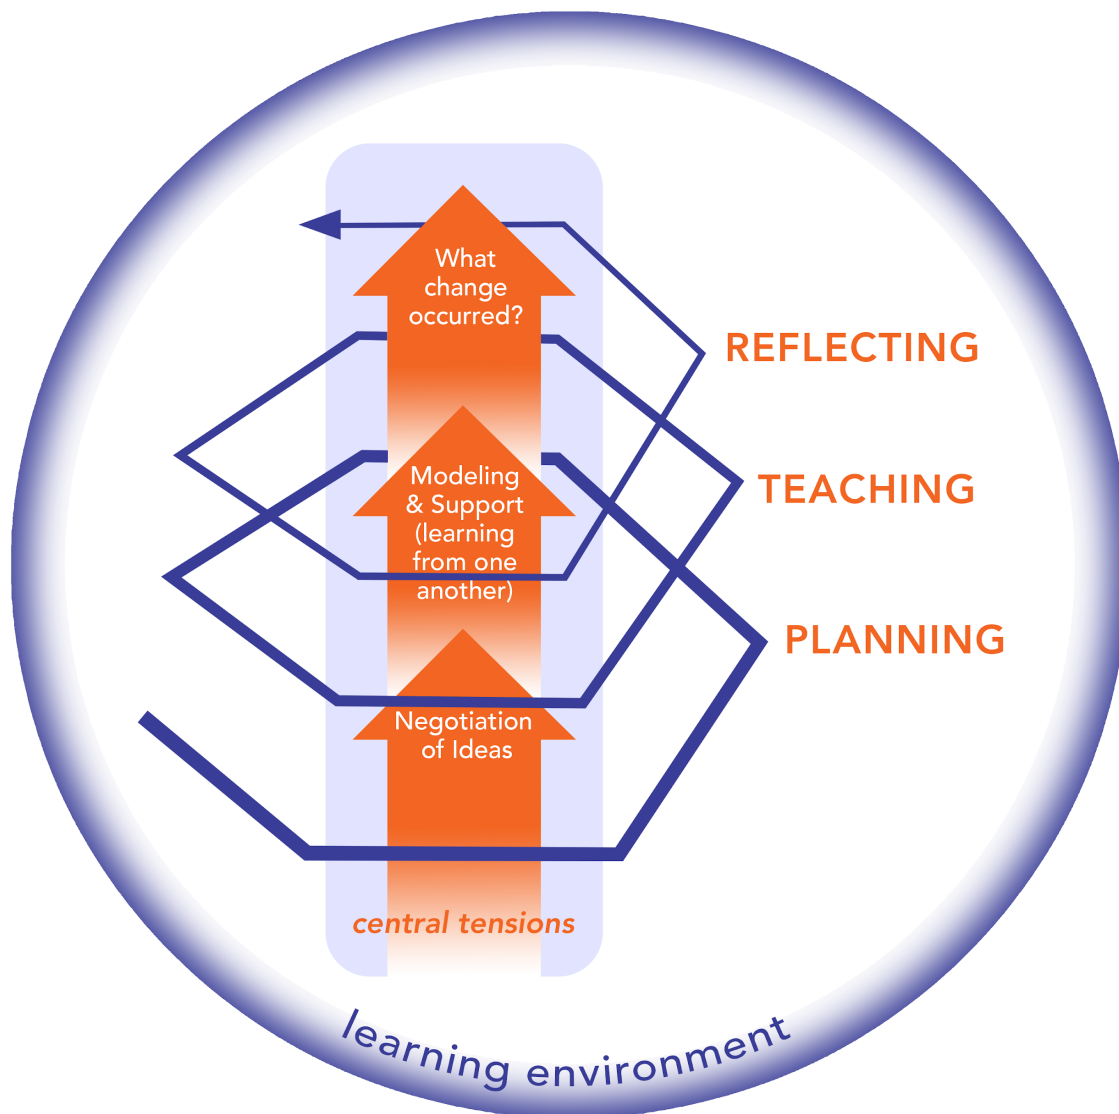 What
change
occurred?
REFLECTING
Modeling
& Support
(learning
from one
another)
TEACHING
PLANNING
Negotiation
of Ideas
central tensions
learning environment